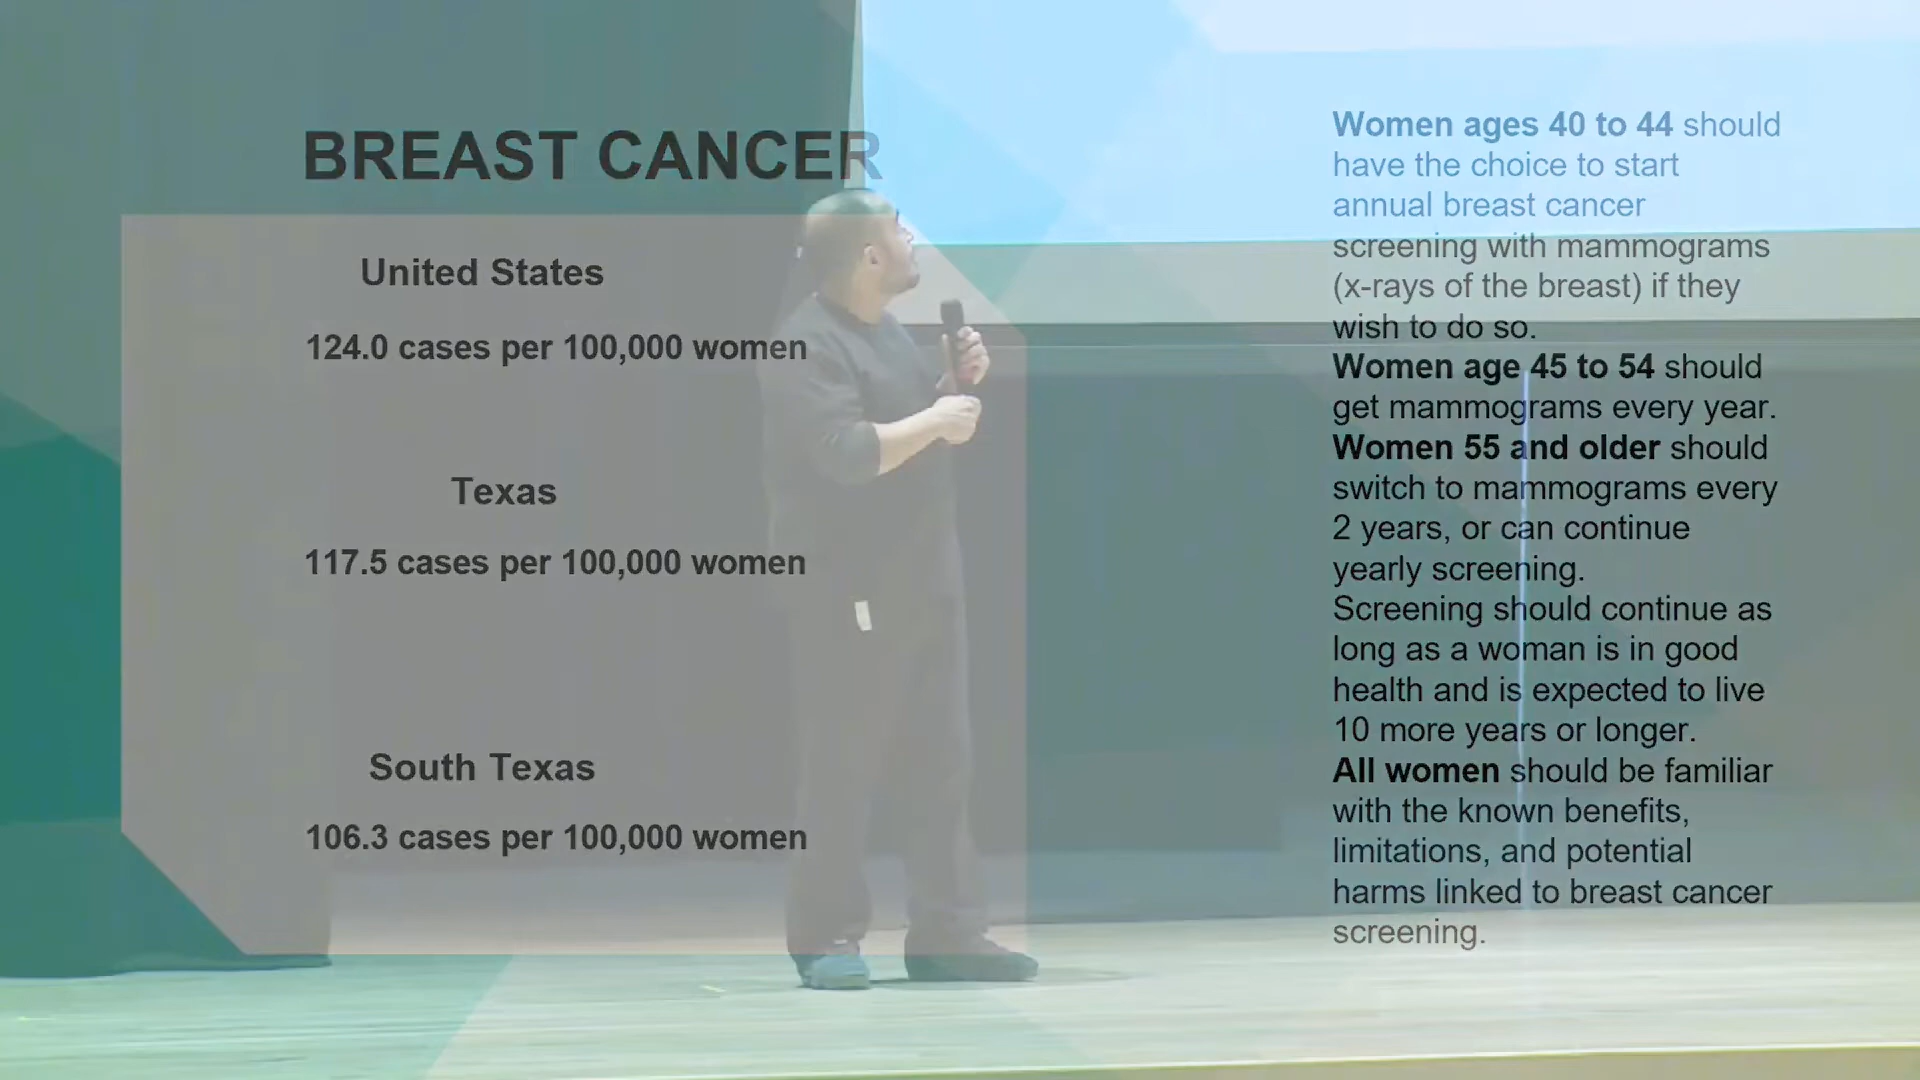 BREAST CANCER
United States
124.0 cases per 100,000 women
Texas
117.5 cases per 100,000 women
South Texas
106.3 cases per 100,000 women
Women ages 40 to 44 should
have the choice to start
annual breast cancer
screening with mammograms
(x-rays of the breast) if they
wish to do so.
Women age 45 to 54 should
get mammograms every year.
Women 55 and older should
switch to mammograms every
2 years, or can continue
yearly screening.
Screening should continue as
long as a woman is in good
health and is expected to live
10 more years or longer.
All women should be familiar
with the known benefits,
limitations, and potential
harms linked to breast cancer
screening.